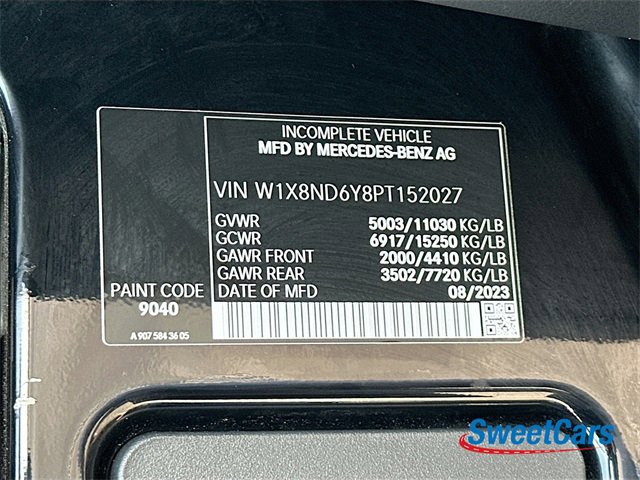 INCOMPLETE VEHICLE
MFD BY MERCEDES-BENZ AG
VIN W1X8ND6Y8PT152027
GVWR 5003/11030 KG/LB
GCWR 6917/15250 KG/LB
GAWR FRONT 2000/4410 KG/LB
GAWR REAR 3502/7720 KG/LB
DATE OF MFD 08/2023
PAINT CODE
9040
A 907 584 36 05
SweetCars